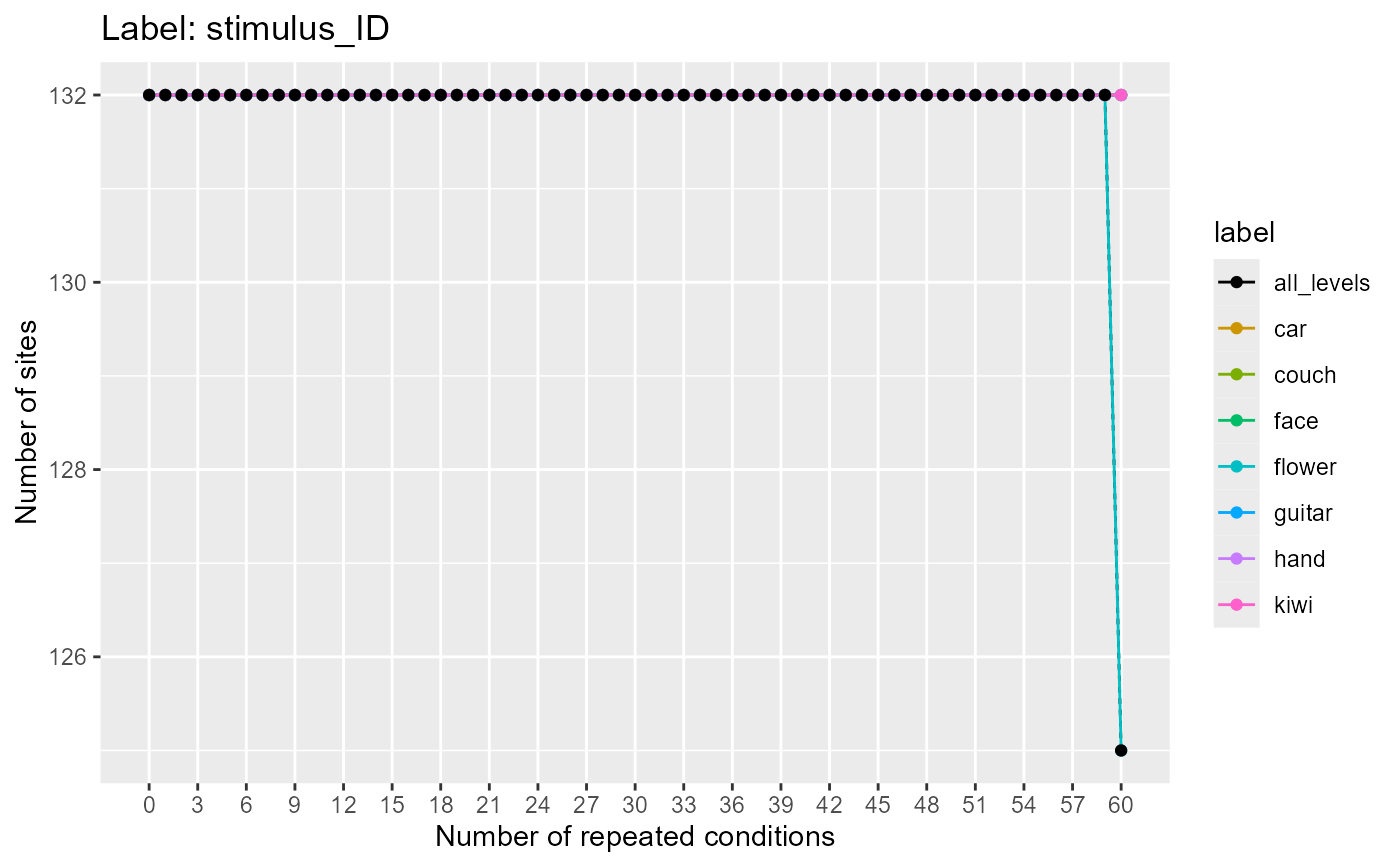 Label: stimulus_ID
132
130
128
126
Number of sites
0 3 6 9 12 15 18 21 24 27 30 33 36 39 42 45 48 51 54 57 60
Number of repeated conditions
label
all_levels
car
couch
face
flower
guitar
hand
kiwi